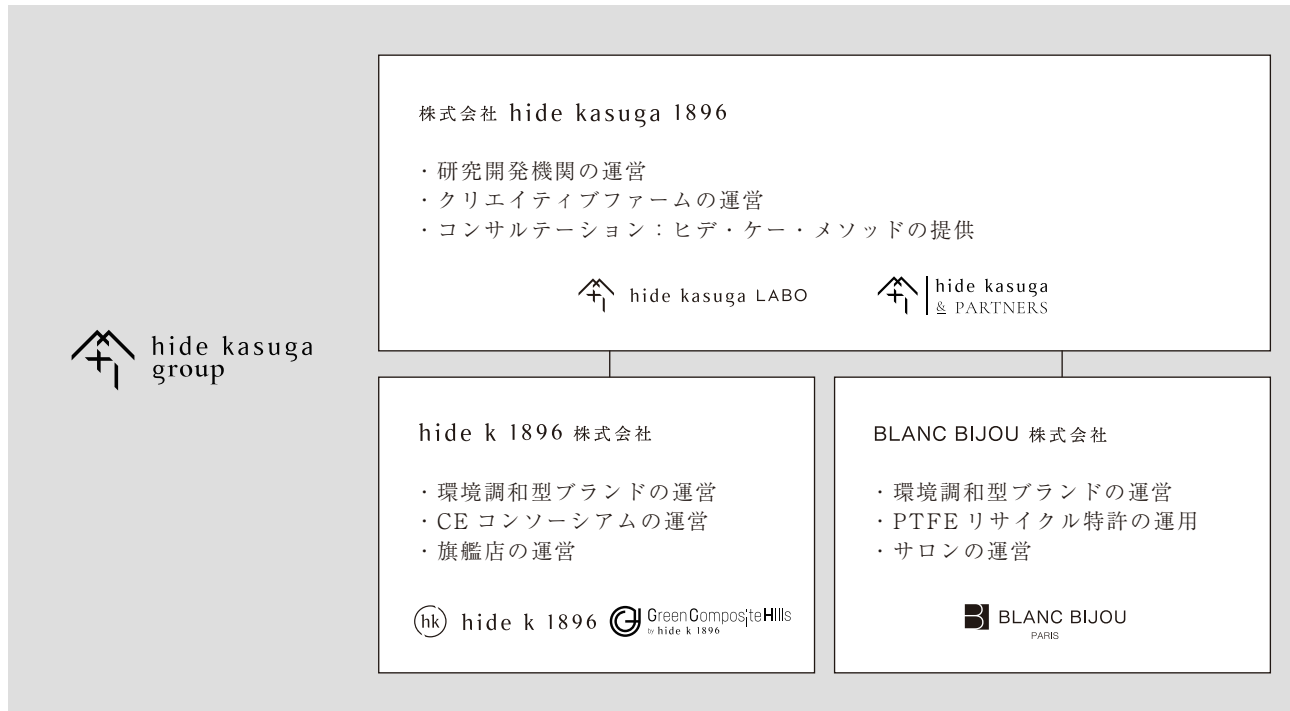 hide kasuga
group
株式会社 hide kasuga 1896
・研究開発機関の運営
・クリエイティブファームの運営
・コンサルテーション：ヒデ・ケー・メソッドの提供
hide kasuga LABO
hide kasuga
& PARTNERS
hide k 1896 株式会社
・環境調和型ブランドの運営
・CE コンソーシアムの運営
・旗艦店の運営
hk hide k 1896
GreenCompositeHills
by hide k 1896
BLANC BIJOU 株式会社
・環境調和型ブランドの運営
・PTFE リサイクル特許の運用
・サロンの運営
BLANC BIJOU
PARIS